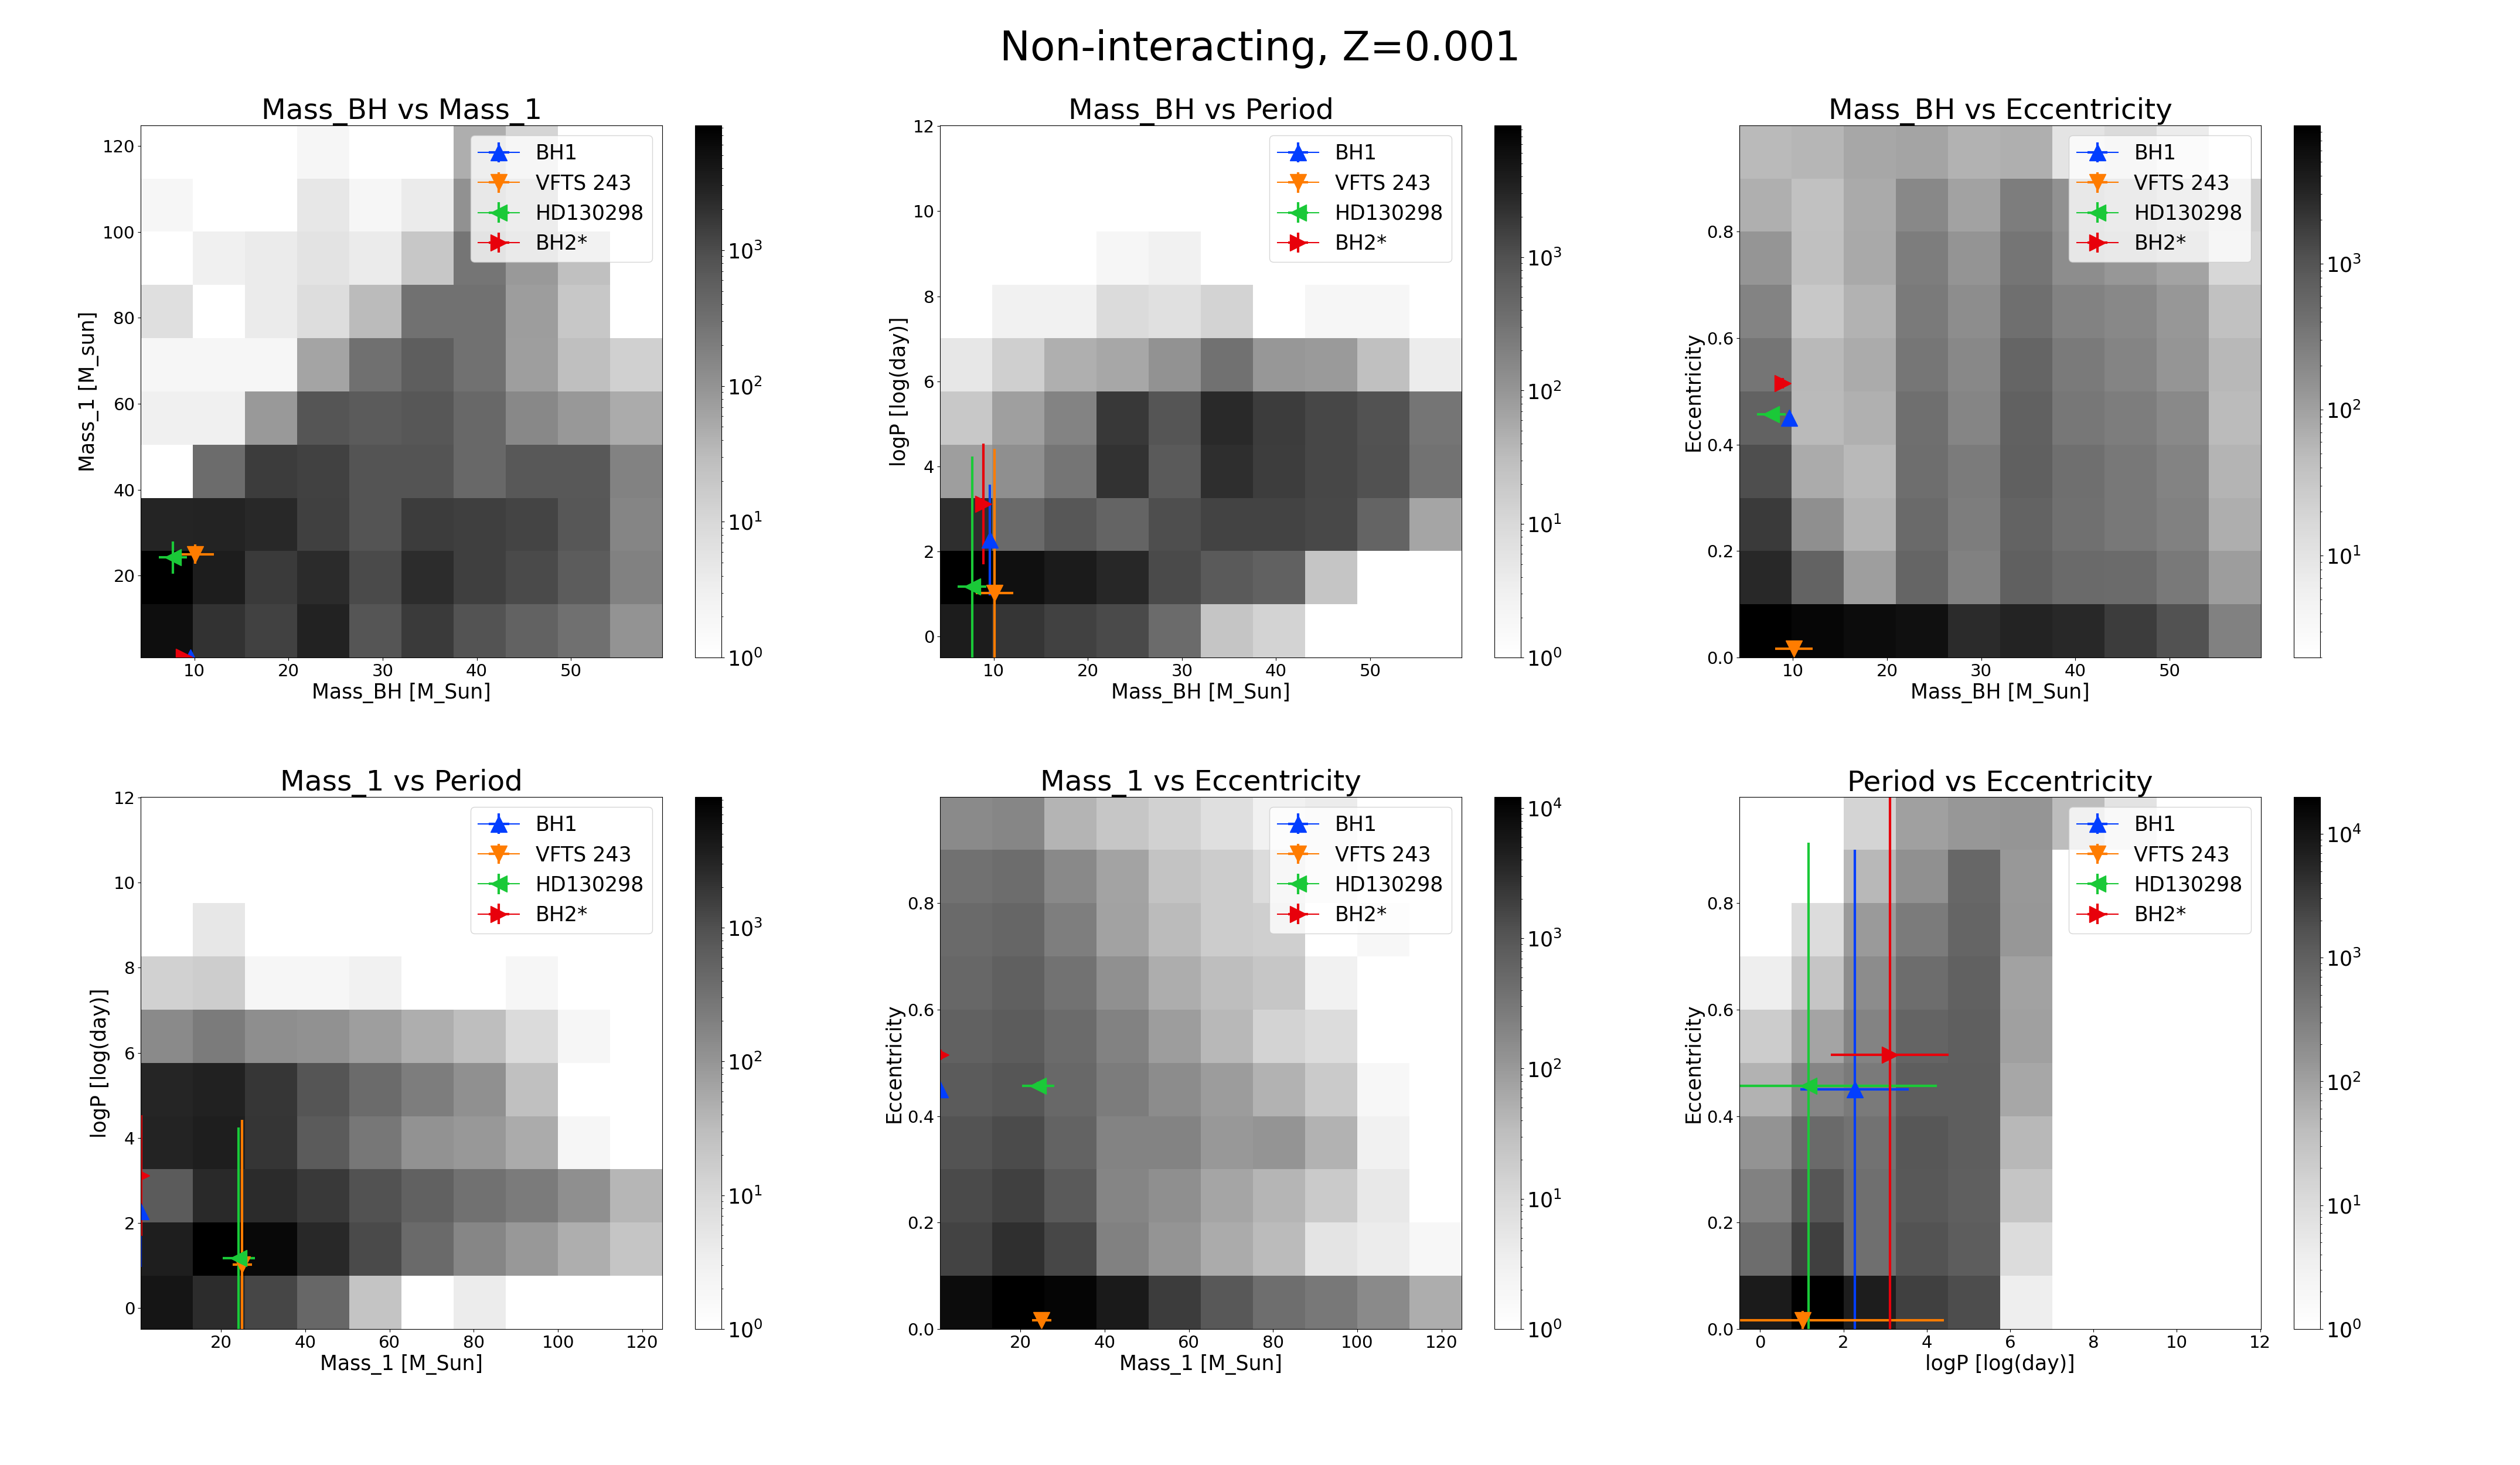 Non-interacting, Z=0.001
Mass_BH vs Mass_1
Mass_1 [M_sun]
120
100
80
60
40
20
10 20 30 40 50
Mass_BH [M_Sun]
BH1
VFTS 243
HD130298
BH2*
10^3
10^2
10^1
10^0
Mass_BH vs Period
logP [log(day)]
12
10
8
6
4
2
0
10 20 30 40 50
Mass_BH [M_Sun]
BH1
VFTS 243
HD130298
BH2*
10^3
10^2
10^1
10^0
Mass_BH vs Eccentricity
Eccentricity
0.8
0.6
0.4
0.2
0.0
10 20 30 40 50
Mass_BH [M_Sun]
BH1
VFTS 243
HD130298
BH2*
10^3
10^2
10^1
Mass_1 vs Period
logP [log(day)]
12
10
8
6
4
2
0
20 40 60 80 100 120
Mass_1 [M_Sun]
BH1
VFTS 243
HD130298
BH2*
10^3
10^2
10^1
10^0
Mass_1 vs Eccentricity
Eccentricity
0.8
0.6
0.4
0.2
0.0
20 40 60 80 100 120
Mass_1 [M_Sun]
BH1
VFTS 243
HD130298
BH2*
10^4
10^3
10^2
10^1
10^0
Period vs Eccentricity
Eccentricity
0.8
0.6
0.4
0.2
0.0
0 2 4 6 8 10 12
logP [log(day)]
BH1
VFTS 243
HD130298
BH2*
10^4
10^3
10^2
10^1
10^0